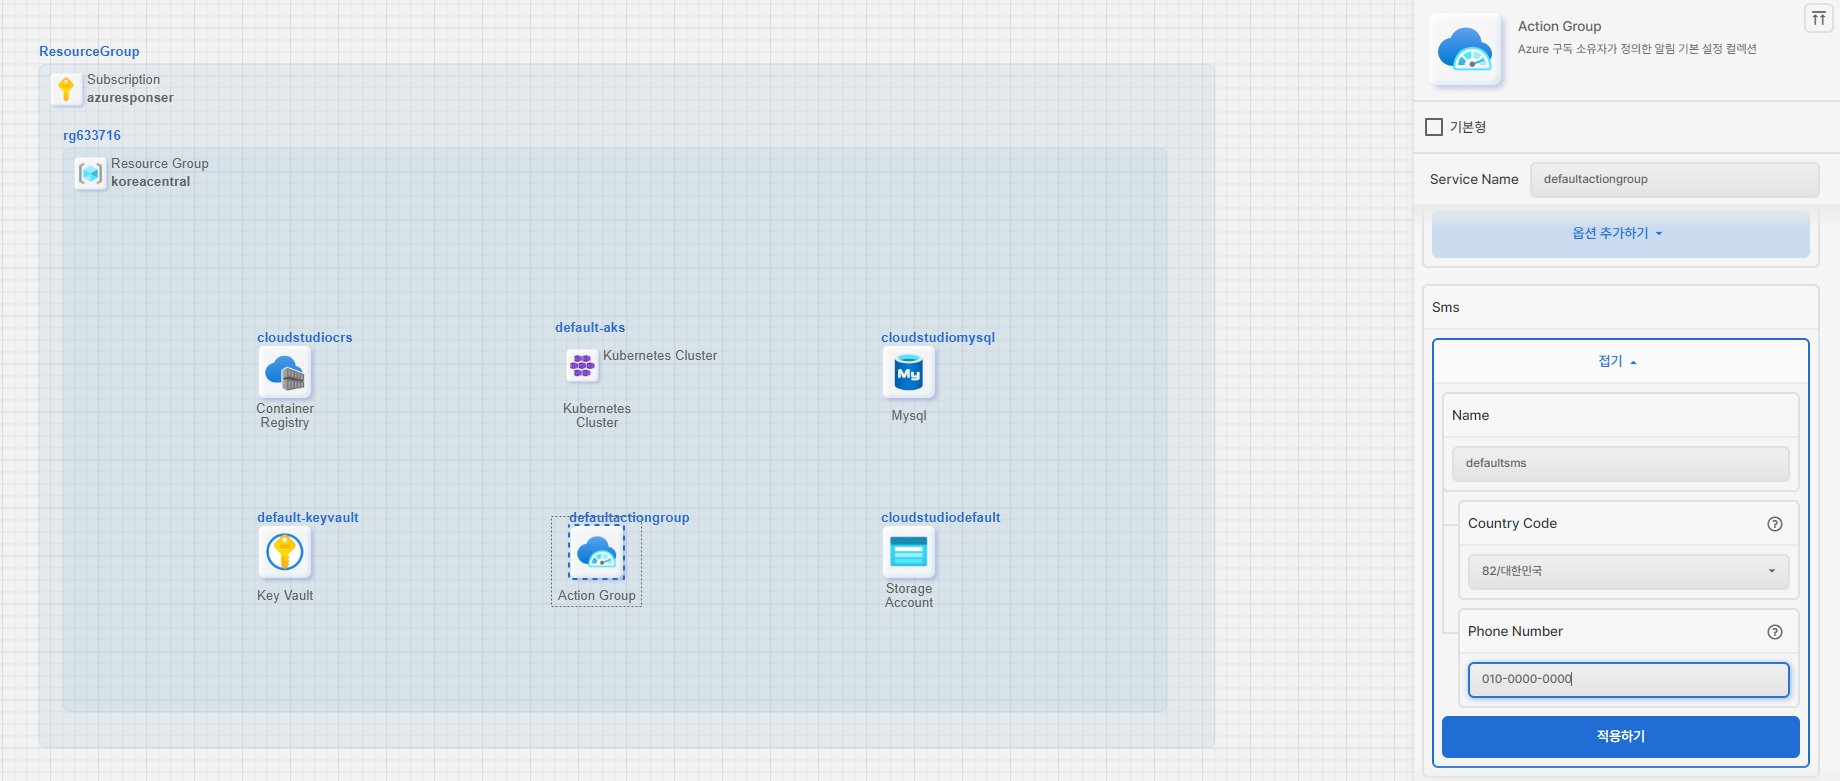 ResourceGroup
Subscription
azuresponser
rg633716
Resource Group
koreacentral
cloudstudiocrs
Container
Registry
default-aks
Kubernetes Cluster
Kubernetes
Cluster
cloudstudiomysql
My
Mysql
default-keyvault
Key Vault
defaultactiongroup
Action Group
cloudstudiodefault
Storage
Account
Action Group
Azure 구독 소유자가 정의한 알림 기본 설정 컬렉션
기본형
Service Name
defaultactiongroup
옵션 추가하기
Sms
접기
Name
defaultsms
Country Code
?
82/대한민국
Phone Number
?
010-0000-0000
적용하기